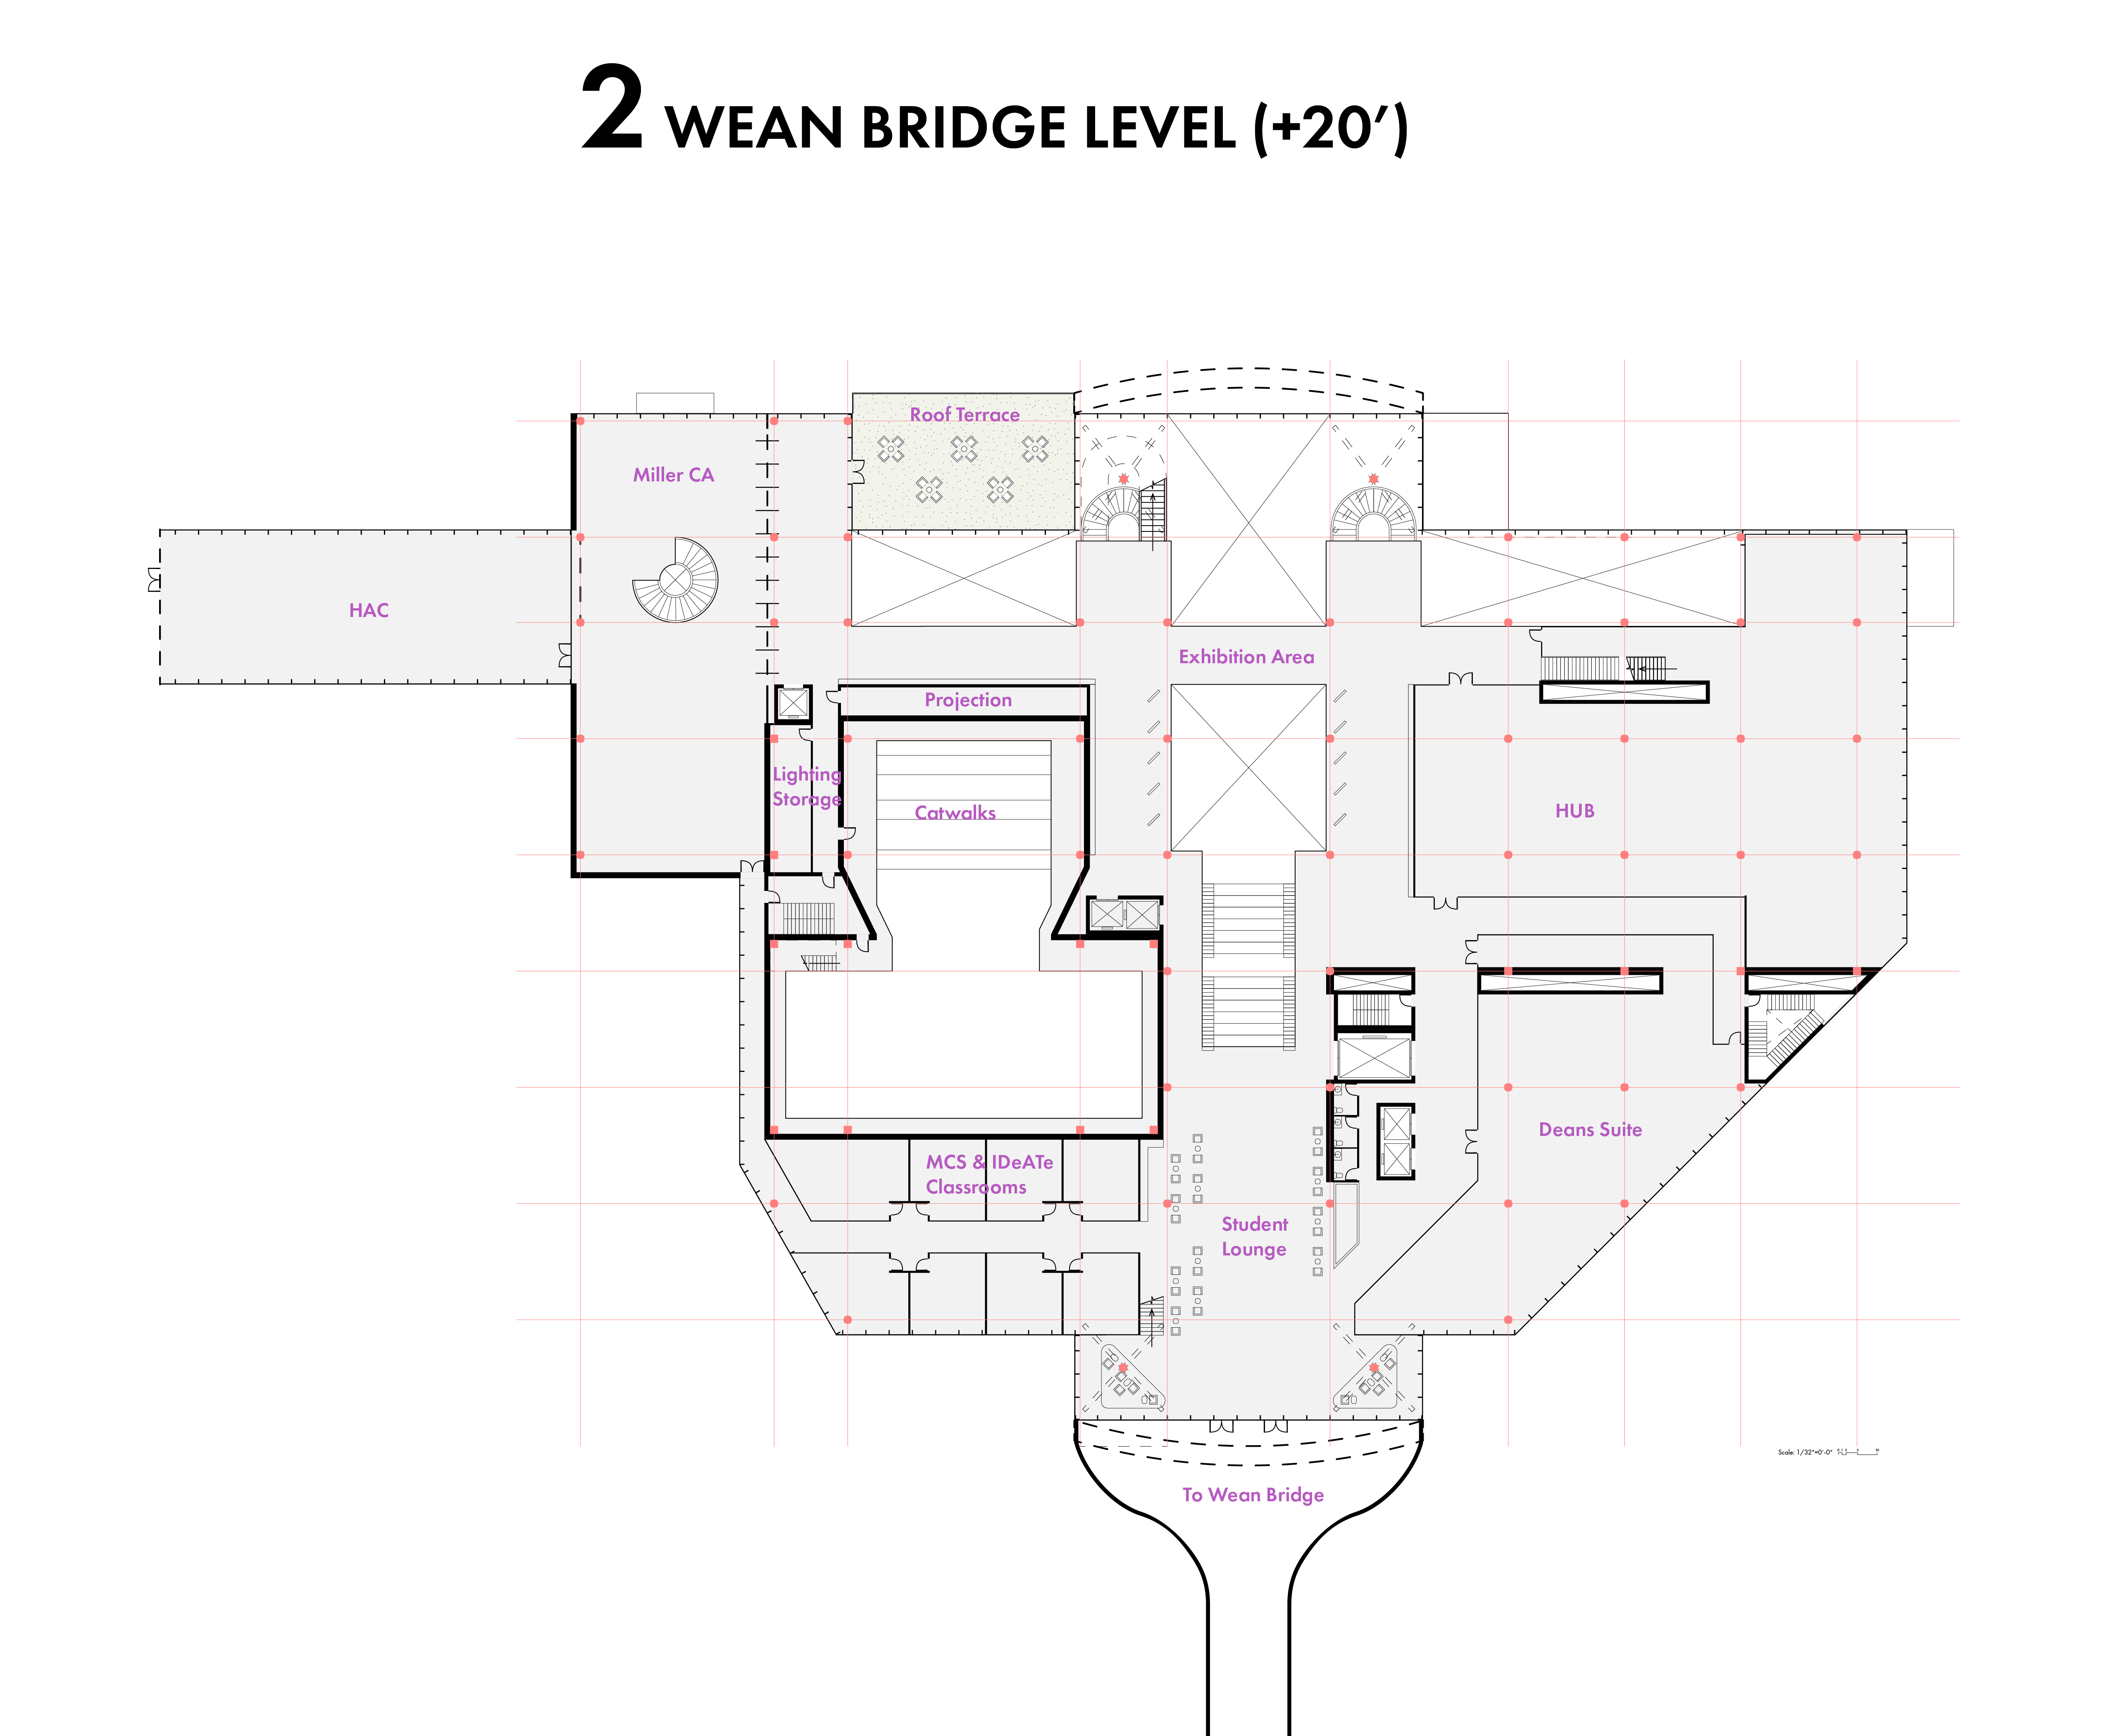 2 WEAN BRIDGE LEVEL (+20’)
Roof Terrace
Miller CA
HAC
Exhibition Area
Projection
Lighting
Storage
Catwalks
HUB
Deans Suite
MCS & IDeATe
Classrooms
Student
Lounge
Scale: 1/32"=0'-0"
To Wean Bridge